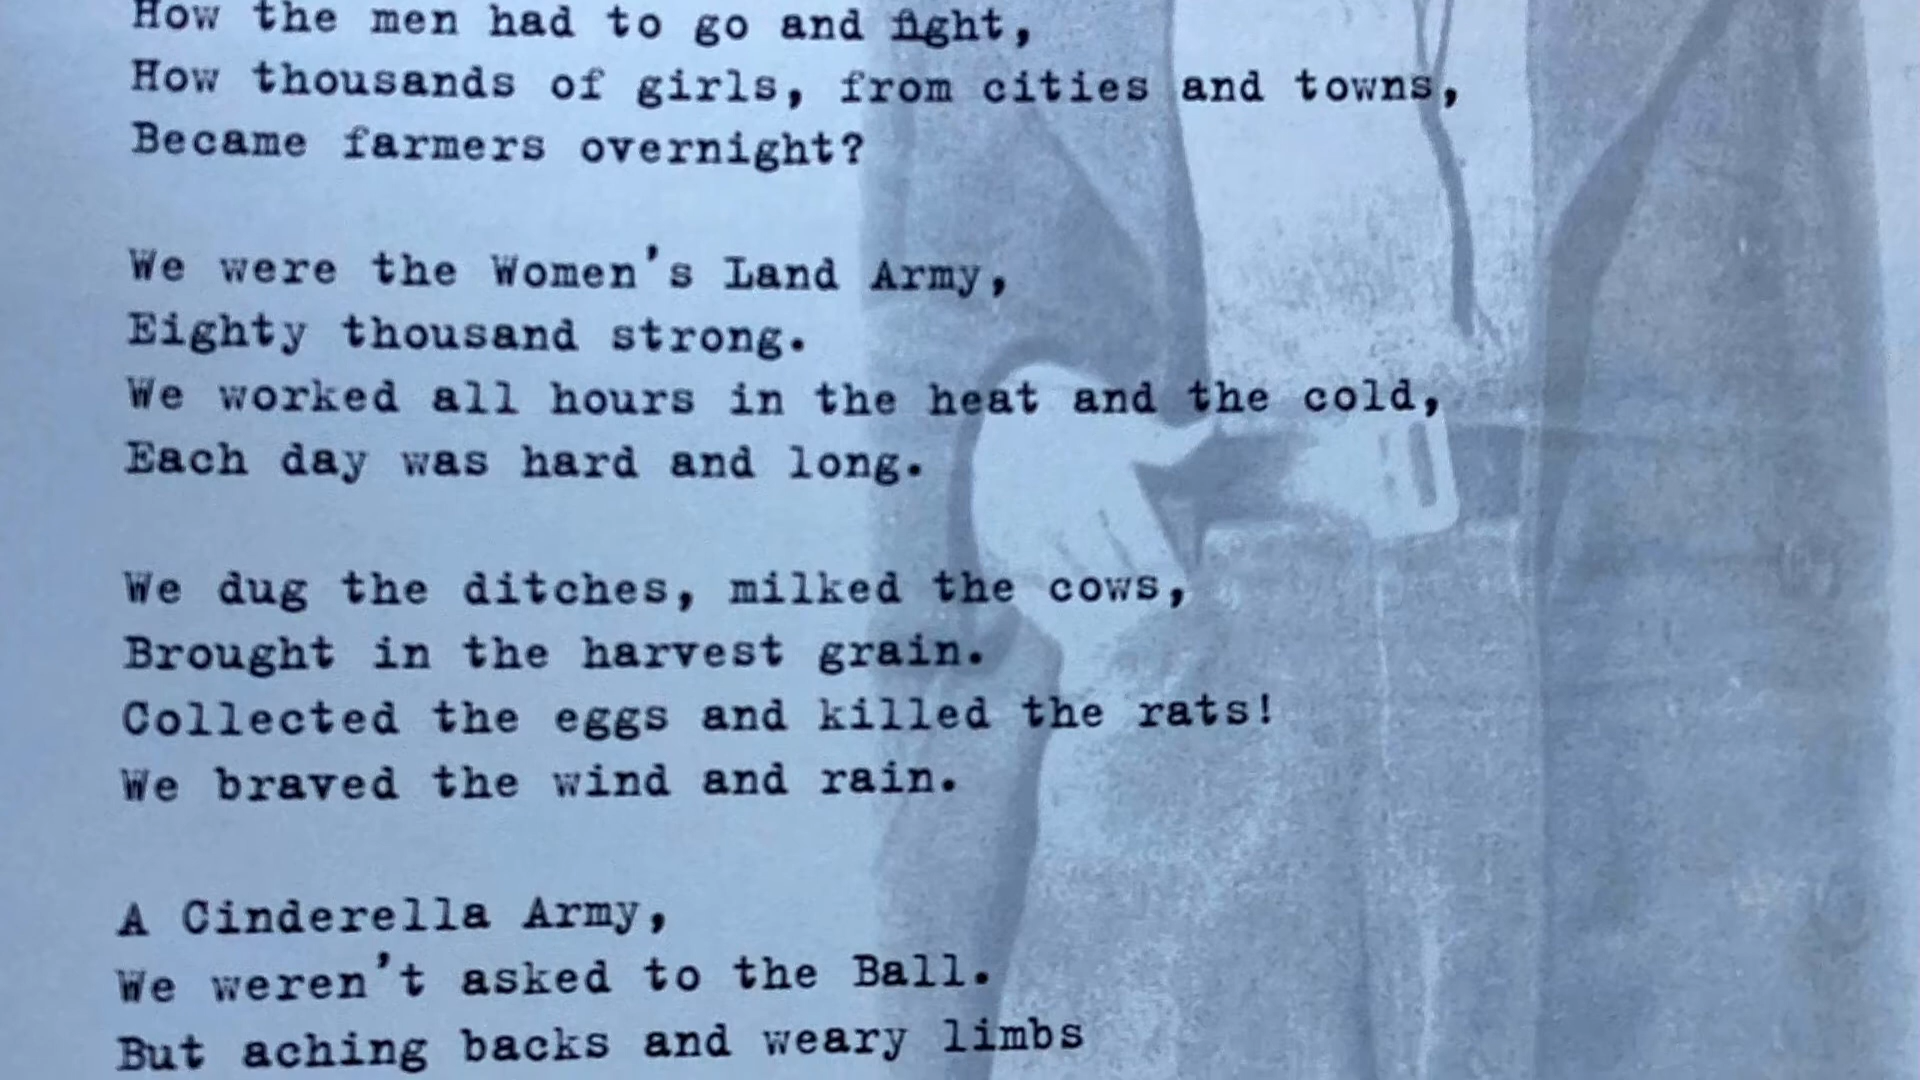 How the men had to go and fight,
How thousands of girls, from cities and towns,
Became farmers overnight?
We were the Women's Land Army,
Eighty thousand strong.
We worked all hours in the heat and the cold,
Each day was hard and long.
We dug the ditches, milked the cows,
Brought in the harvest grain.
Collected the eggs and killed the rats!
We braved the wind and rain.
A Cinderella Army,
We weren't asked to the Ball.
But aching backs and weary limbs